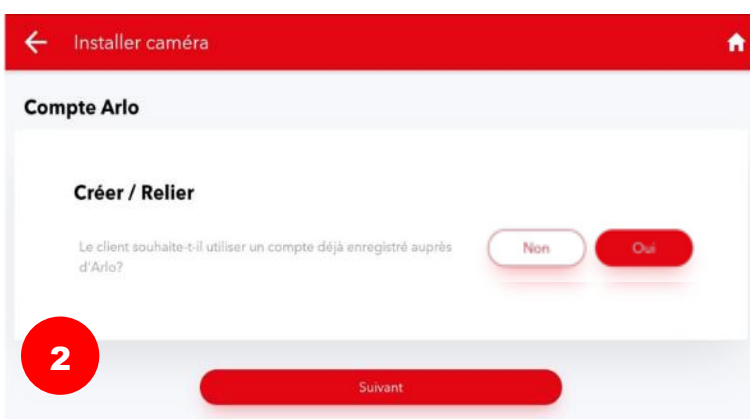 Installer caméra
Compte Arlo
Créer / Relier
Le client souhaite-t-il utiliser un compte déjà enregistré auprès
d'Arlo?
Non
Oui
2
Suivant